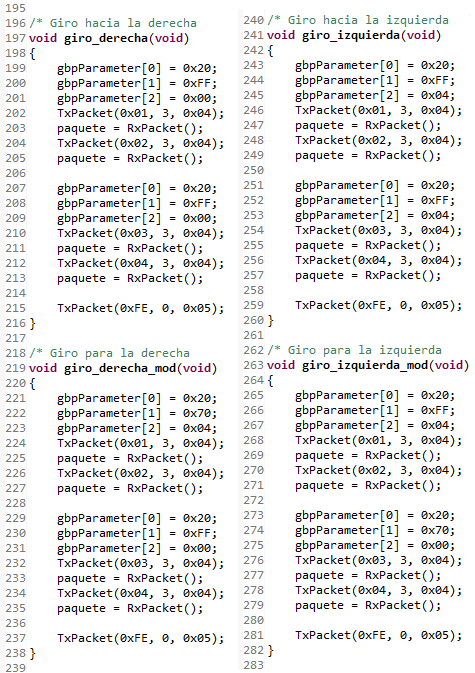 195
196 /* Giro hacia la derecha
197 void giro_derecha(void)
198 {
199     gbpParameter[0] = 0x20;
200     gbpParameter[1] = 0xFF;
201     gbpParameter[2] = 0x00;
202     TxPacket(0x01, 3, 0x04);
203     paquete = RxPacket();
204     TxPacket(0x02, 3, 0x04);
205     paquete = RxPacket();
206
207     gbpParameter[0] = 0x20;
208     gbpParameter[1] = 0xFF;
209     gbpParameter[2] = 0x00;
210     TxPacket(0x03, 3, 0x04);
211     paquete = RxPacket();
212     TxPacket(0x04, 3, 0x04);
213     paquete = RxPacket();
214
215     TxPacket(0xFE, 0, 0x05);
216 }
217
218 /* Giro para la derecha
219 void giro_derecha_mod(void)
220 {
221     gbpParameter[0] = 0x20;
222     gbpParameter[1] = 0x70;
223     gbpParameter[2] = 0x04;
224     TxPacket(0x01, 3, 0x04);
225     paquete = RxPacket();
226     TxPacket(0x02, 3, 0x04);
227     paquete = RxPacket();
228
229     gbpParameter[0] = 0x20;
230     gbpParameter[1] = 0xFF;
231     gbpParameter[2] = 0x00;
232     TxPacket(0x03, 3, 0x04);
233     paquete = RxPacket();
234     TxPacket(0x04, 3, 0x04);
235     paquete = RxPacket();
236
237     TxPacket(0xFE, 0, 0x05);
238 }
239
240 /* Giro hacia la izquierda
241 void giro_izquierda(void)
242 {
243     gbpParameter[0] = 0x20;
244     gbpParameter[1] = 0xFF;
245     gbpParameter[2] = 0x04;
246     TxPacket(0x01, 3, 0x04);
247     paquete = RxPacket();
248     TxPacket(0x02, 3, 0x04);
249     paquete = RxPacket();
250
251     gbpParameter[0] = 0x20;
252     gbpParameter[1] = 0xFF;
253     gbpParameter[2] = 0x04;
254     TxPacket(0x03, 3, 0x04);
255     paquete = RxPacket();
256     TxPacket(0x04, 3, 0x04);
257     paquete = RxPacket();
258
259     TxPacket(0xFE, 0, 0x05);
260 }
261
262 /* Giro para la izquierda
263 void giro_izquierda_mod(void)
264 {
265     gbpParameter[0] = 0x20;
266     gbpParameter[1] = 0xFF;
267     gbpParameter[2] = 0x04;
268     TxPacket(0x01, 3, 0x04);
269     paquete = RxPacket();
270     TxPacket(0x02, 3, 0x04);
271     paquete = RxPacket();
272
273     gbpParameter[0] = 0x20;
274     gbpParameter[1] = 0x70;
275     gbpParameter[2] = 0x00;
276     TxPacket(0x03, 3, 0x04);
277     paquete = RxPacket();
278     TxPacket(0x04, 3, 0x04);
279     paquete = RxPacket();
280
281     TxPacket(0xFE, 0, 0x05);
282 }
283